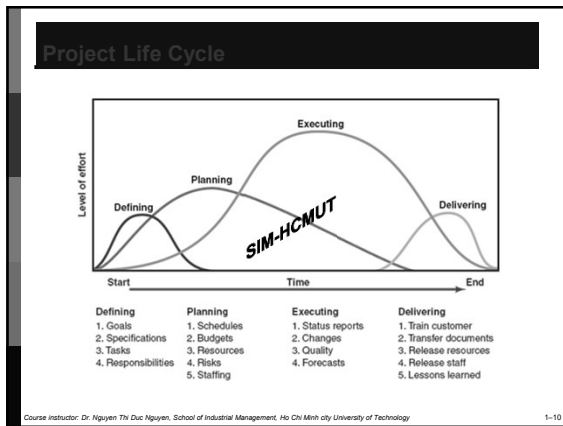 Project Life Cycle
Executing
Planning
Defining
Delivering
Level of effort
SIM-HCMUT
Start
Time
End
Defining
1. Goals
2. Specifications
3. Tasks
4. Responsibilities
Planning
1. Schedules
2. Budgets
3. Resources
4. Risks
5. Staffing
Executing
1. Status reports
2. Changes
3. Quality
4. Forecasts
Delivering
1. Train customer
2. Transfer documents
3. Release resources
4. Release staff
5. Lessons learned
Course instructor: Dr. Nguyen Thi Duc Nguyen, School of Industrial Management, Ho Chi Minh city University of Technology
1–10